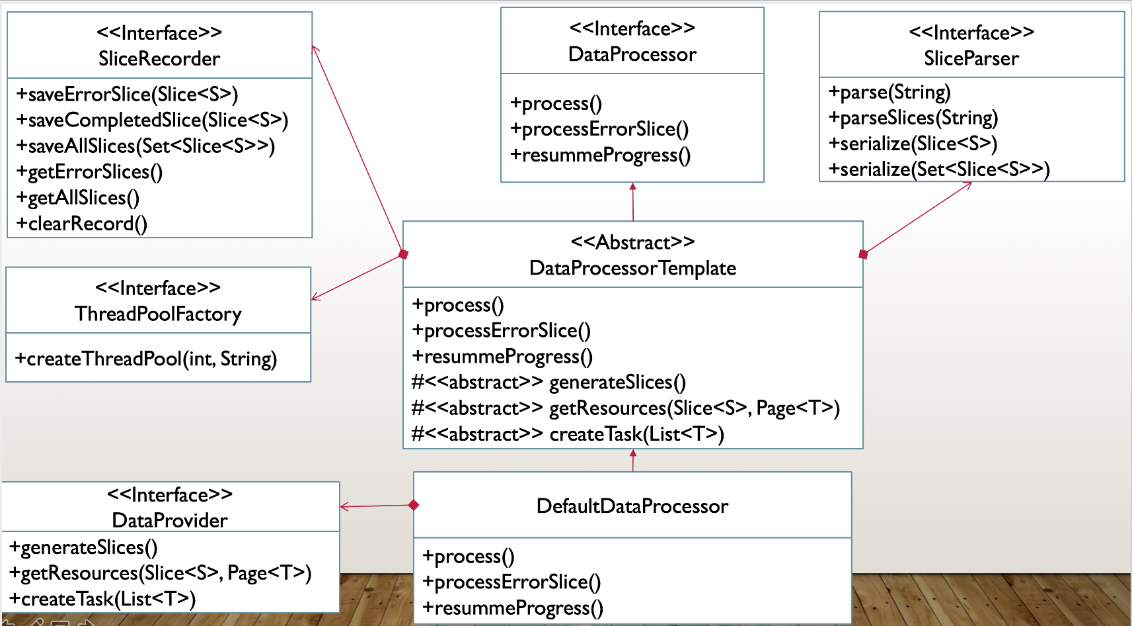 <<Interface>>
SliceRecorder
+saveErrorSlice(Slice<S>)
+saveCompletedSlice(Slice<S>)
+saveAllSlices(Set<Slice<S>>)
+getErrorSlices()
+getAllSlices()
+clearRecord()
<<Interface>>
DataProcessor
+process()
+processErrorSlice()
+resummeProgress()
<<Interface>>
SliceParser
+parse(String)
+parseSlices(String)
+serialize(Slice<S>)
+serialize(Set<Slice<S>>)
<<Interface>>
ThreadPoolFactory
+createThreadPool(int, String)
<<Abstract>>
DataProcessorTemplate
+process()
+processErrorSlice()
+resummeProgress()
#<<abstract>> generateSlices()
#<<abstract>> getResources(Slice<S>, Page<T>)
#<<abstract>> createTask(List<T>)
<<Interface>>
DataProvider
+generateSlices()
+getResources(Slice<S>, Page<T>)
+createTask(List<T>)
DefaultDataProcessor
+process()
+processErrorSlice()
+resummeProgress()